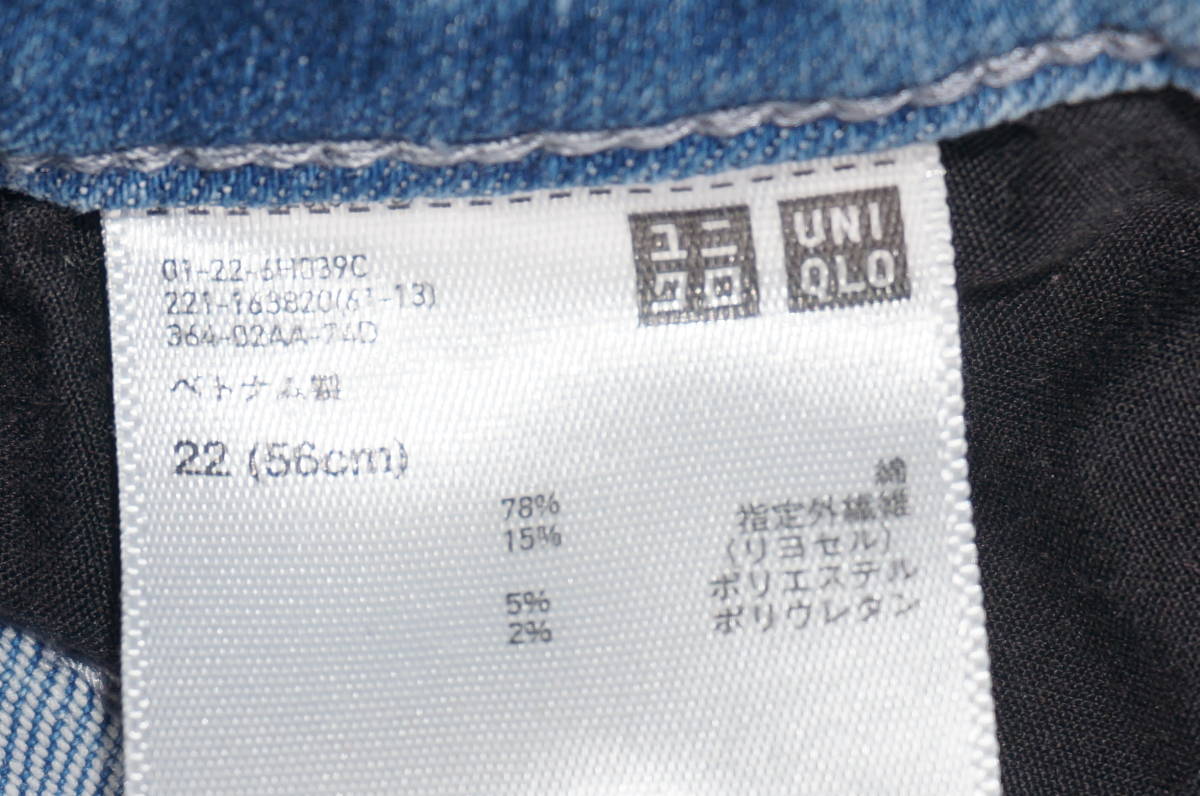 ユニ
クロ
UNI
QLO
01-22-6H039C
221-163820(61-13)
364-02AA-74D
ベトナム製
22 (56cm)
綿
78% 指定外繊維
15% (リヨセル)
ポリエステル
5% ポリウレタン
2%